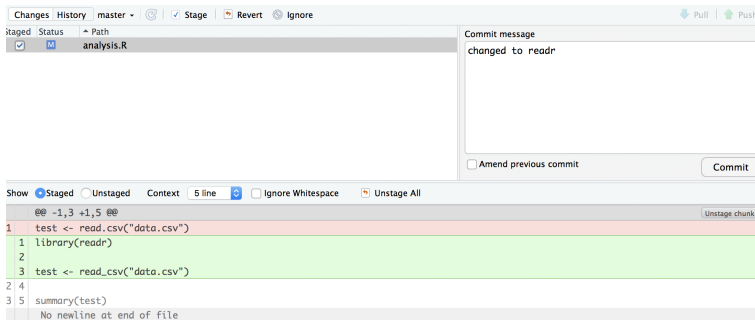 Changes History master Stage Revert Ignore Pull Push
Staged Status Path Commit message
M analysis.R changed to readr
Amend previous commit Commit
Show Staged Unstaged Context 5 line Ignore Whitespace Unstage All
@@ -1,3 +1,5 @@ Unstage chunk
1 test <- read.csv("data.csv")
1 library(readr)
2
3 test <- read_csv("data.csv")
2 4
3 5 summary(test)
No newline at end of file